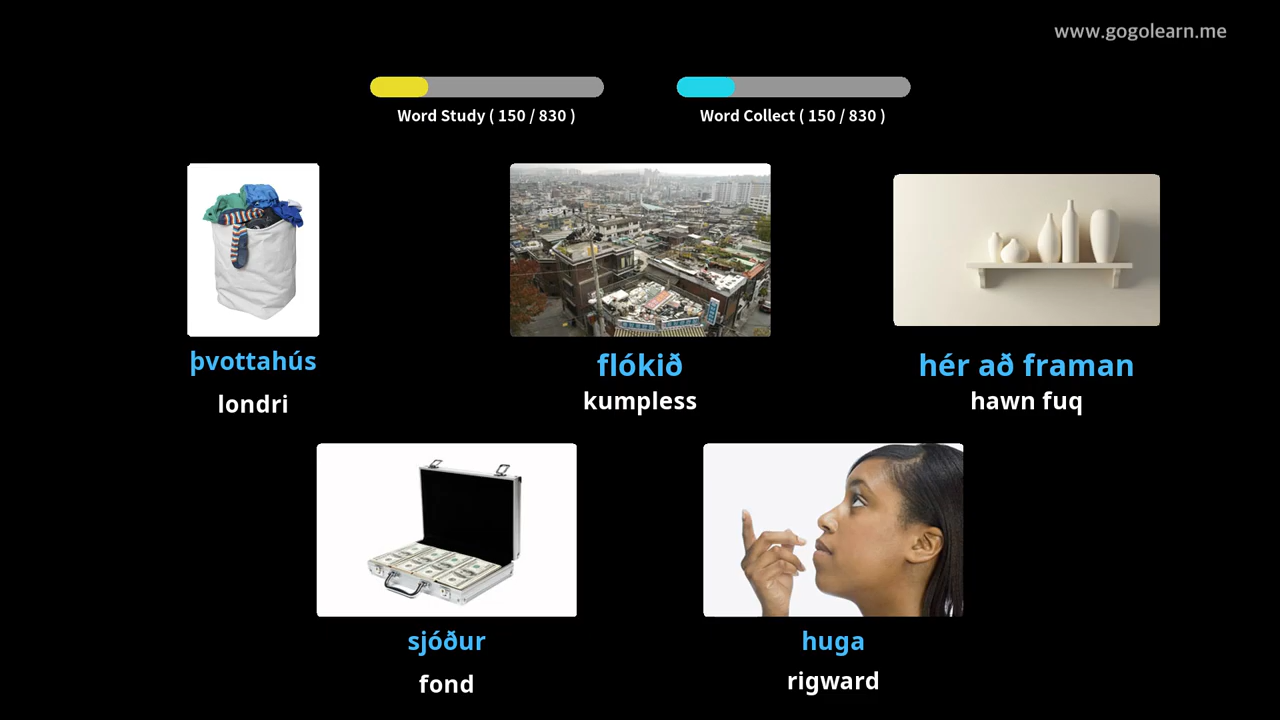 www.gogolearn.me
Word Study ( 150 / 830 )
Word Collect ( 150 / 830 )
þvottahús
londri
flókið
kumpless
hér að framan
hawn fuq
sjóður
fond
huga
rigward